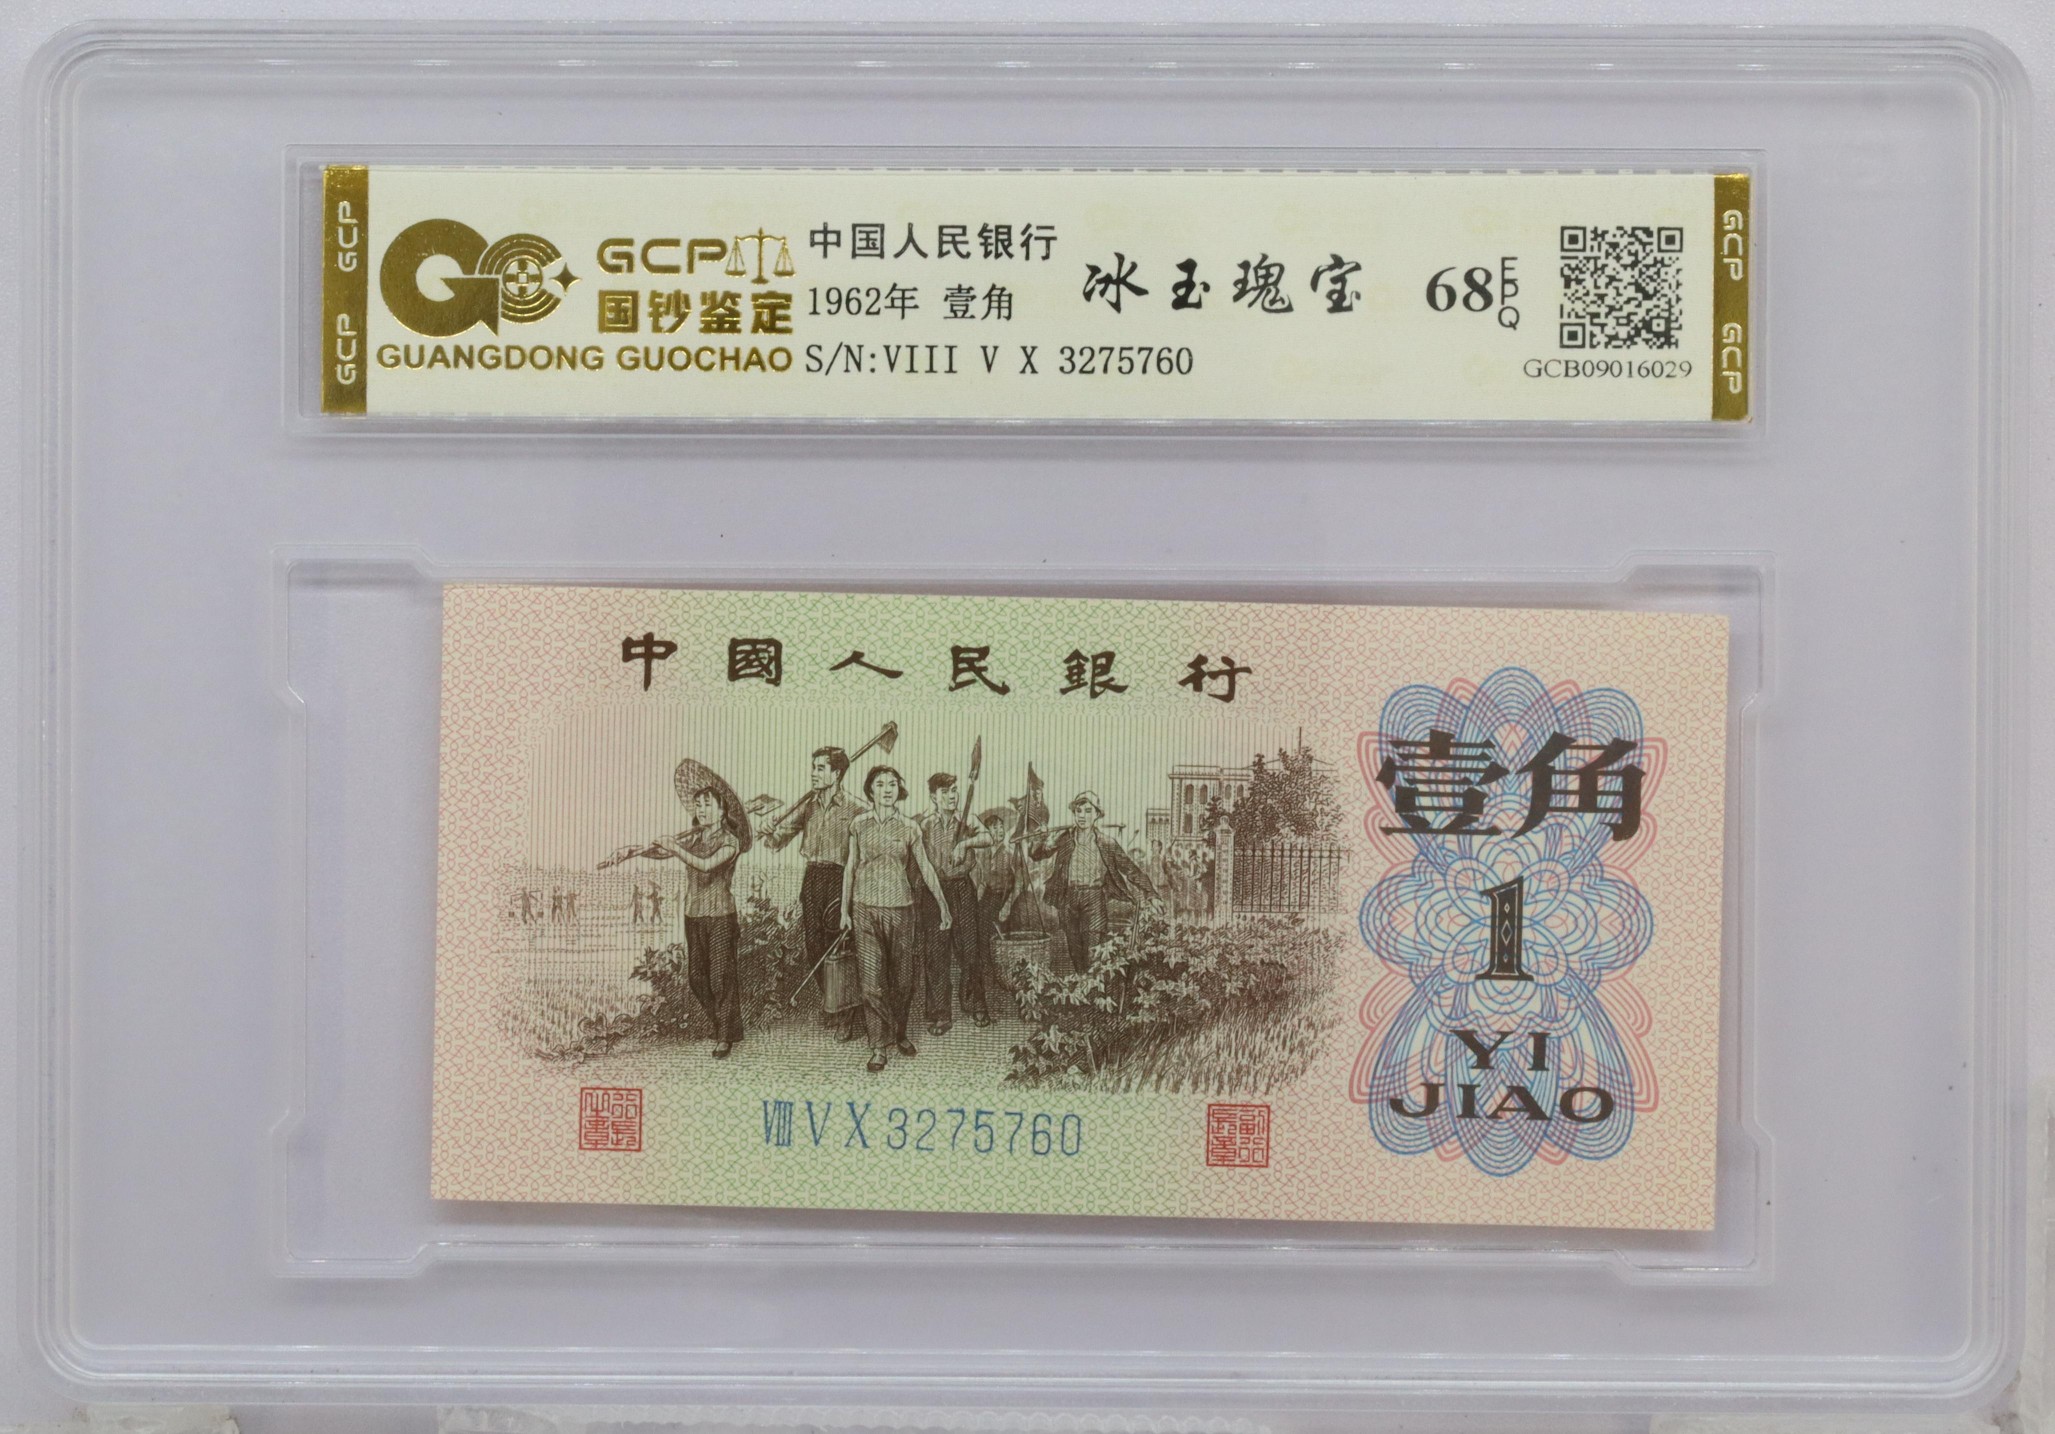 GCP
GCP
GCP
国钞鉴定
GUANGDONG GUOCHAO
中国人民银行
1962年 壹角
S/N:VIII V X 3275760
冰玉瑰宝
68 EPQ
GCB09016029
GCP
GCP
中國人民銀行
壹角
1
YI
JIAO
VIII V X 3275760